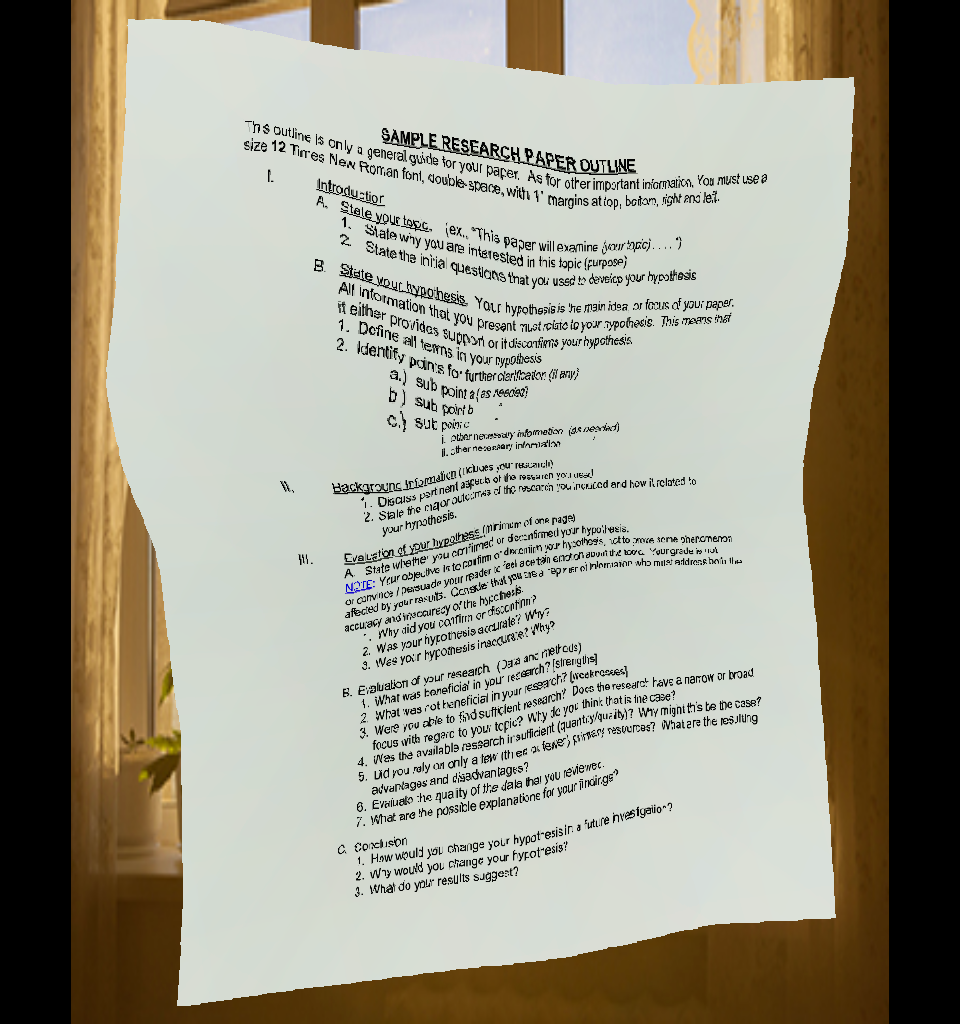 SAMPLE RESEARCH PAPER OUTLINE
This outline is only a general guide for your paper. As for other important information, You must use a
size 12 Times New Roman font, double-space, with 1" margins at top, bottom, right and left.
I. Introduction
A. State your topic. (ex., "This paper will examine (your topic) . . . . ")
1. State why you are interested in this topic (purpose)
2. State the initial questions that you used to develop your hypothesis
B. State your hypothesis. Your hypothesis is the main idea, or focus of your paper.
All information that you present must relate to your hypothesis. This means that
it either provides support or it disconfirms your hypothesis.
1. Define all terms in your hypothesis
2. Identify points for further clarification (if any)
a.) sub point a (as needed)
b.) sub point b "
c.) sub point c "
i. other necessary information (as needed)
ii. other necessary information "
II. Background Information (includes your research)
1. Discuss pertinent aspects of the research you used
2. State the major outcomes of the research you included and how it related to
your hypothesis.
III. Evaluation of your hypothesis (minimum of one page)
A. State whether you confirmed or disconfirmed your hypothesis.
NOTE: Your objective is to confirm or disconfirm your hypothesis, not to prove some phenomenon
or convince / persuade your reader to feel a certain emotion about the topic. Your grade is not
affected by your results. Consider that you are a reporter of information who must address both the
accuracy and inaccuracy of the hypothesis.
1. Why did you confirm or disconfirm?
2. Was your hypothesis accurate? Why?
3. Was your hypothesis inaccurate? Why?
B. Evaluation of your research. (Data and methods)
1. What was beneficial in your research? [strengths]
2. What was not beneficial in your research? [weaknesses]
3. Were you able to find sufficient research? Does the research have a narrow or broad
focus with regard to your topic? Why do you think that is the case?
4. Was the available research insufficient (quantity/quality)? Why might this be the case?
5. Did you rely on only a few (three or fewer) primary resources? What are the resulting
advantages and disadvantages?
6. Evaluate the quality of the data that you reviewed.
7. What are the possible explanations for your findings?
C. Conclusion
1. How would you change your hypothesis in a future investigation?
2. Why would you change your hypothesis?
3. What do your results suggest?